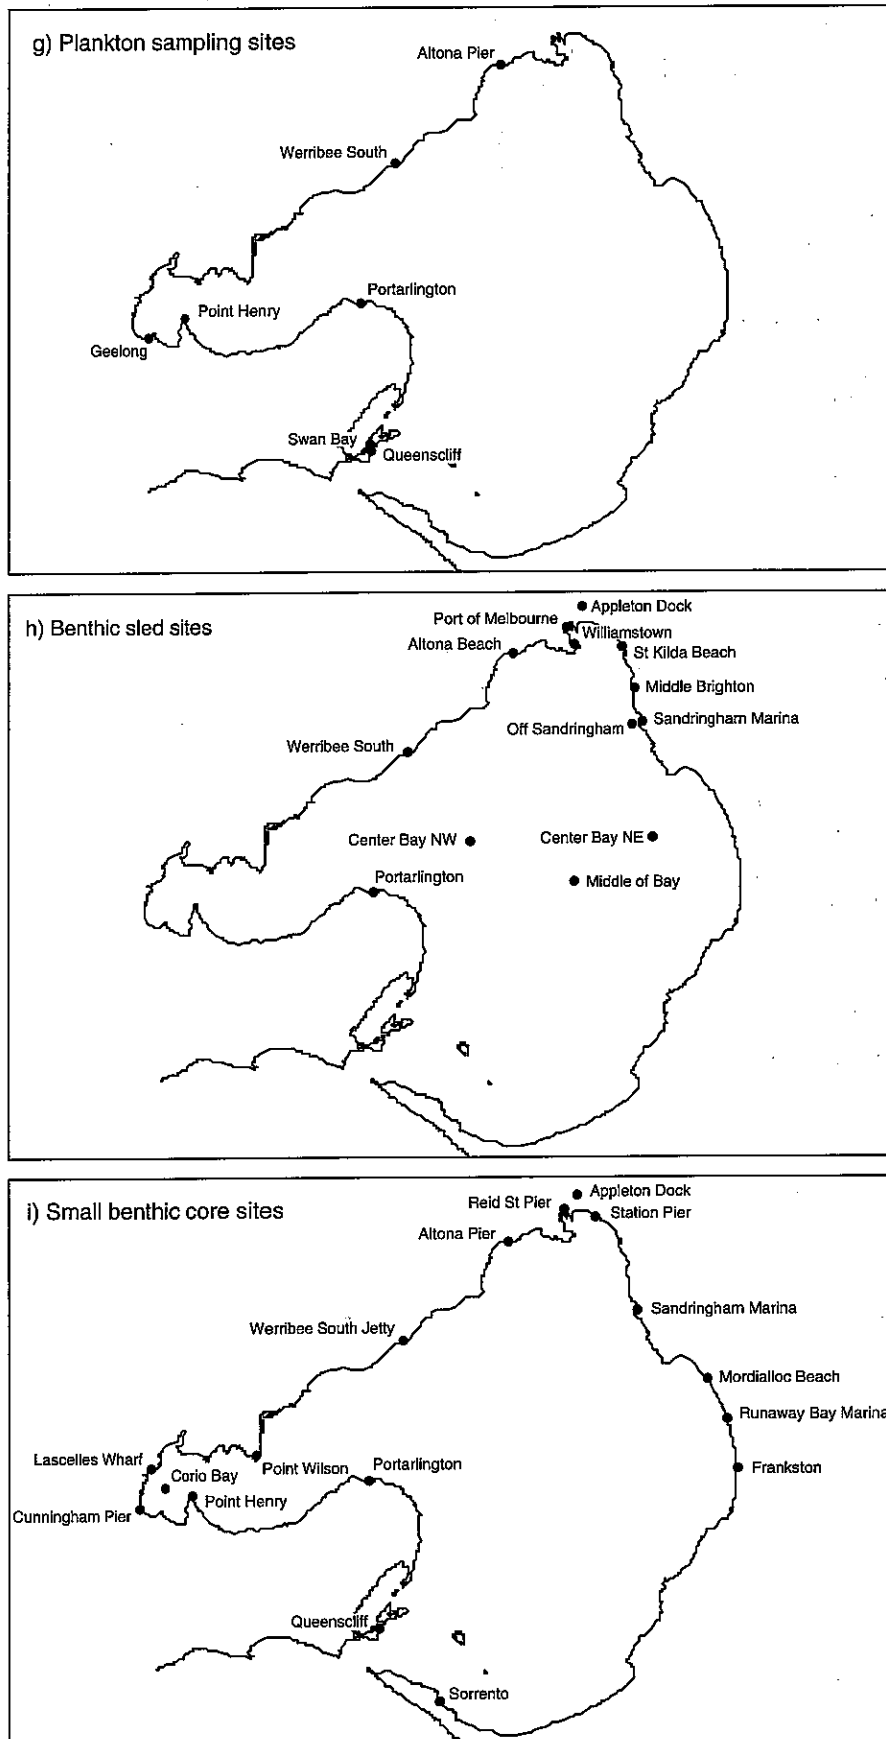 g) Plankton sampling sites
Altona Pier
Werribee South
Portarlington
Point Henry
Geelong
Swan Bay
Queenscliff
h) Benthic sled sites
Appleton Dock
Port of Melbourne
Williamstown
Altona Beach
St Kilda Beach
Middle Brighton
Sandringham Marina
Off Sandringham
Werribee South
Center Bay NW
Center Bay NE
Portarlington
Middle of Bay
i) Small benthic core sites
Appleton Dock
Reid St Pier
Station Pier
Altona Pier
Sandringham Marina
Werribee South Jetty
Mordialloc Beach
Runaway Bay Marina
Lascelles Wharf
Point Wilson
Portarlington
Frankston
Corio Bay
Point Henry
Cunningham Pier
Queenscliff
Sorrento